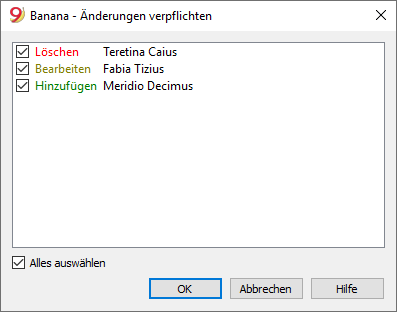 Banana - Änderungen verpflichten
Löschen Teretina Caius
Bearbeiten Fabia Tizius
Hinzufügen Meridio Decimus
Alles auswählen
OK Abbrechen Hilfe